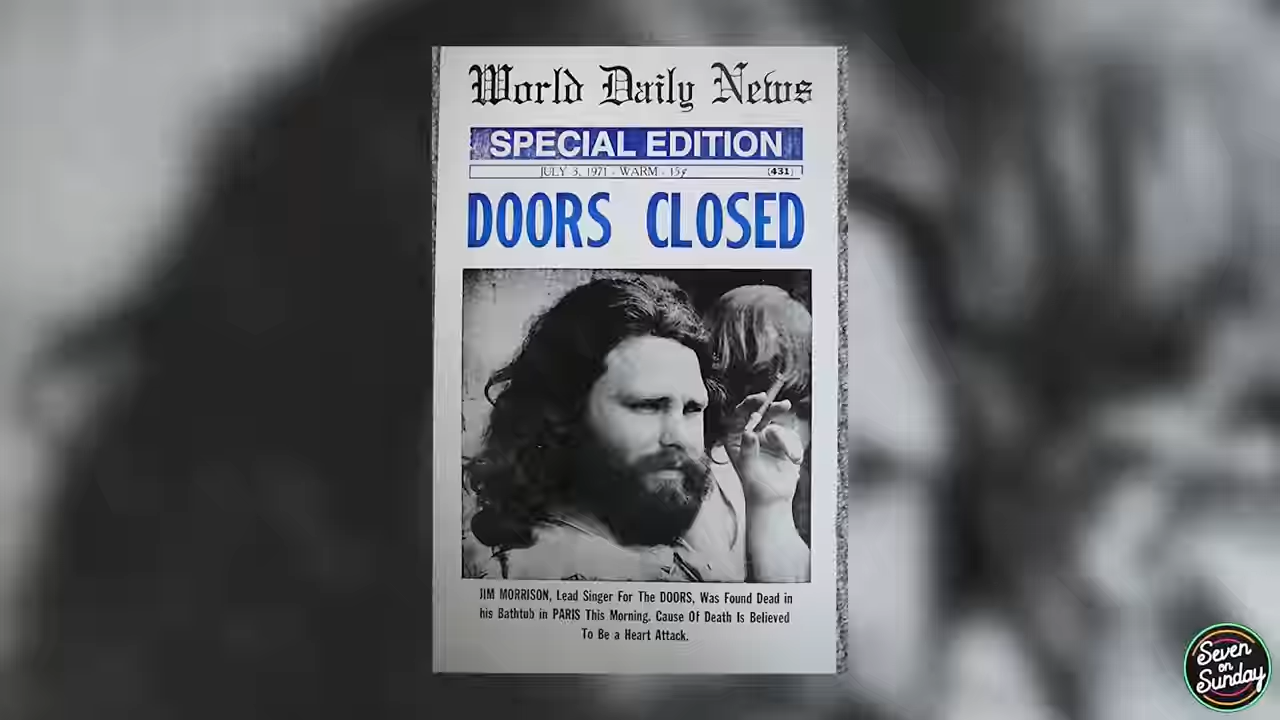 World Daily News
SPECIAL EDITION
JULY 3, 1971 - WARM - 15¢
(431)
DOORS CLOSED
JIM MORRISON, Lead Singer For The DOORS, Was Found Dead in
his Bathtub in PARIS This Morning. Cause Of Death Is Believed
To Be a Heart Attack.
Seven
on
Sunday